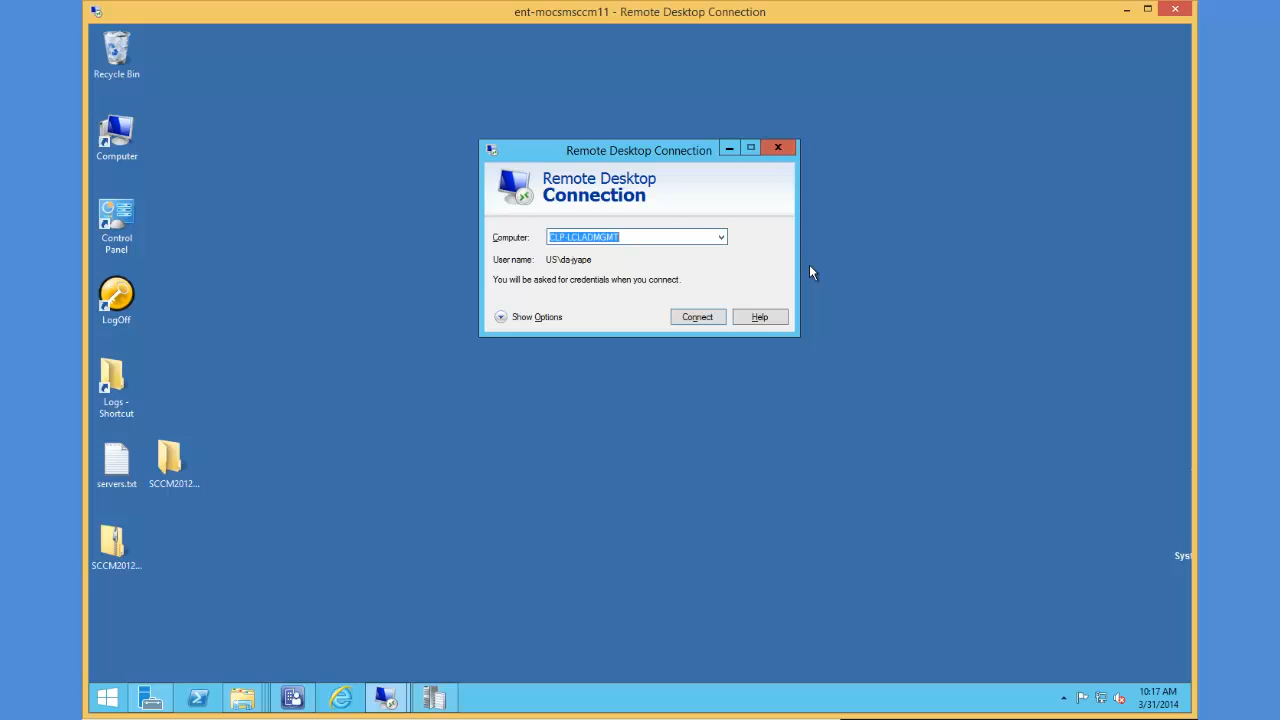 ent-mocsmsccm11 - Remote Desktop Connection
Recycle Bin
Computer
Control
Panel
LogOff
Logs -
Shortcut
servers.txt
SCCM2012...
SCCM2012...
Remote Desktop Connection
Remote Desktop
Connection
Computer:
CLP-LCLADMGMT
User name:
US\da-jyape
You will be asked for credentials when you connect.
Show Options
Connect
Help
Syst
10:17 AM
3/31/2014